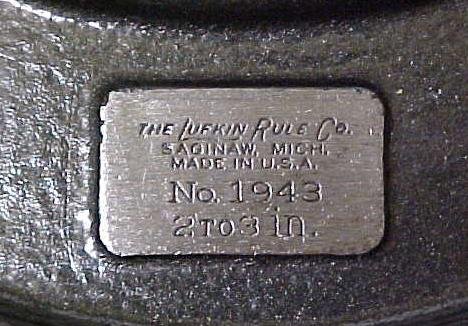 THE LUFKIN RULE CO.
SAGINAW, MICH.
MADE IN U.S.A.
No. 1943
2 TO 3 in.